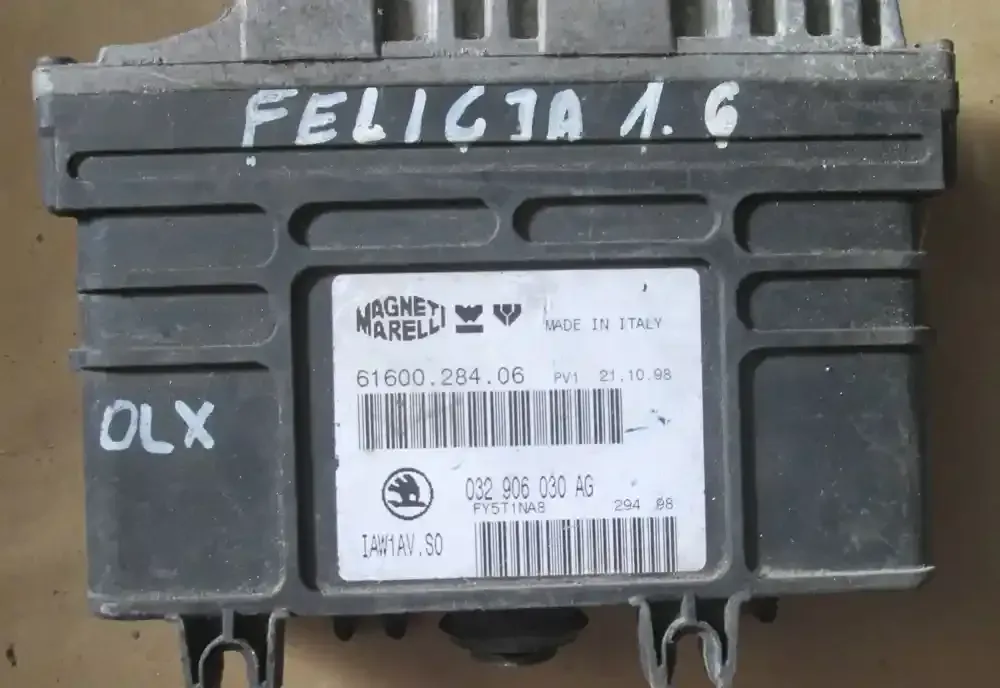 FELICJA 1.6
MAGNETI MARELLI
MADE IN ITALY
61600.284.06 PV1 21.10.98
OLX
032 906 030 AG
FY5T1NA8 294 98
IAW1AV.S0